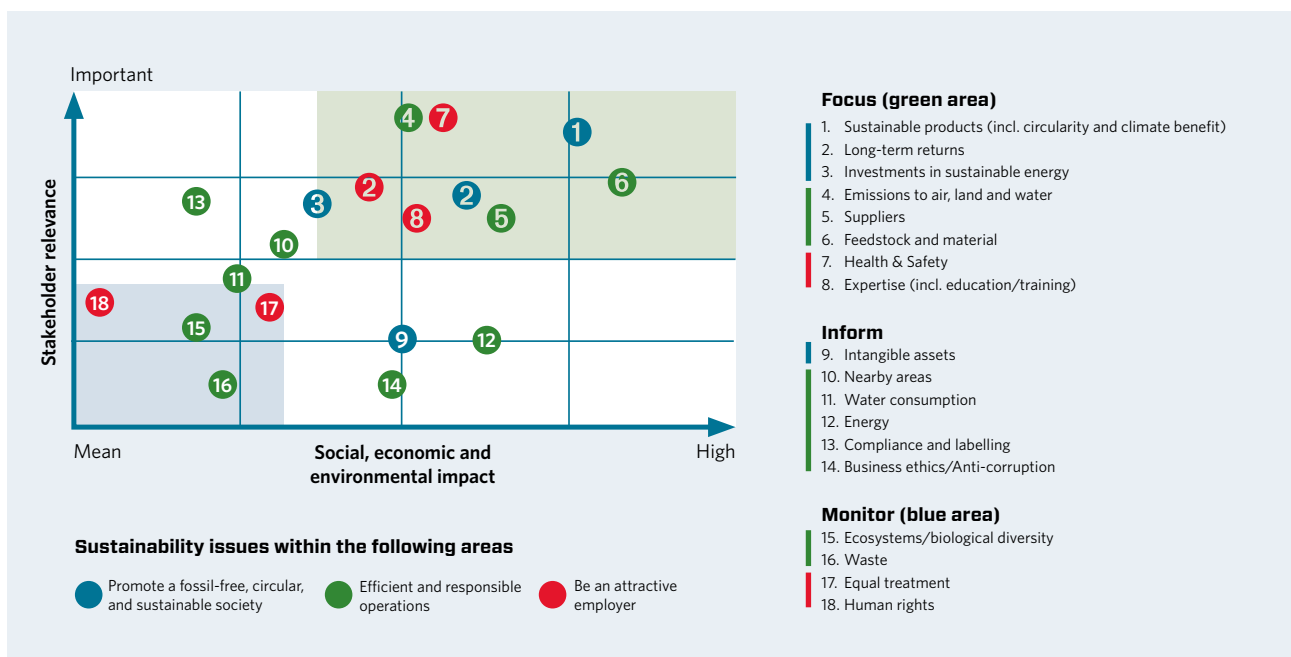 Important
Stakeholder relevance
4
7
1
6
2
2
3
13
8
5
10
11
18
17
15
9
12
16
14
Mean
Social, economic and
environmental impact
High
Sustainability issues within the following areas
Promote a fossil-free, circular,
and sustainable society
Efficient and responsible
operations
Be an attractive
employer
Focus (green area)
1. Sustainable products (incl. circularity and climate benefit)
2. Long-term returns
3. Investments in sustainable energy
4. Emissions to air, land and water
5. Suppliers
6. Feedstock and material
7. Health & Safety
8. Expertise (incl. education/training)
Inform
9. Intangible assets
10. Nearby areas
11. Water consumption
12. Energy
13. Compliance and labelling
14. Business ethics/Anti-corruption
Monitor (blue area)
15. Ecosystems/biological diversity
16. Waste
17. Equal treatment
18. Human rights